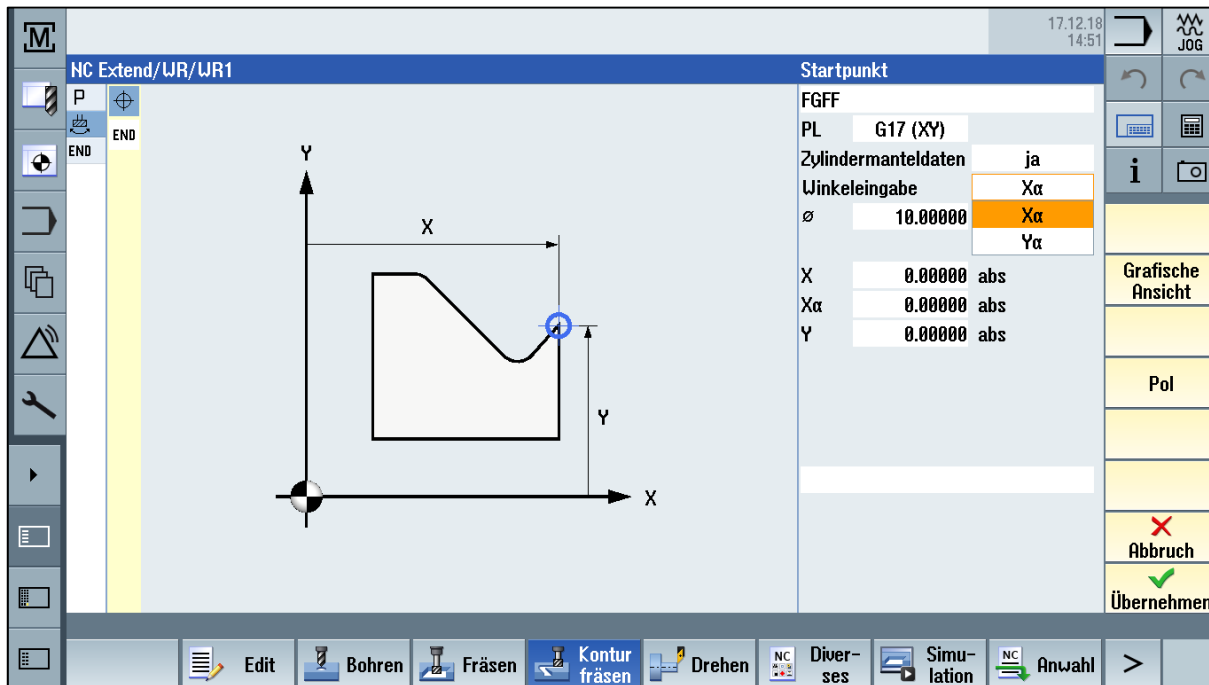 M
17.12.18
14:51
JOG
NC Extend/WR/WR1
Startpunkt
P
END
END
FGFF
PL G17 (XY)
Zylindermanteldaten ja
Winkeleingabe Xα
ø 10.00000 Xα
Yα
X 0.00000 abs
Xα 0.00000 abs
Y 0.00000 abs
Y
X
Y
X
i
Grafische
Ansicht
Pol
Abbruch
Übernehmen
Edit
Bohren
Fräsen
Kontur
fräsen
Drehen
NC
Diver-
ses
Simu-
lation
NC
Anwahl
>